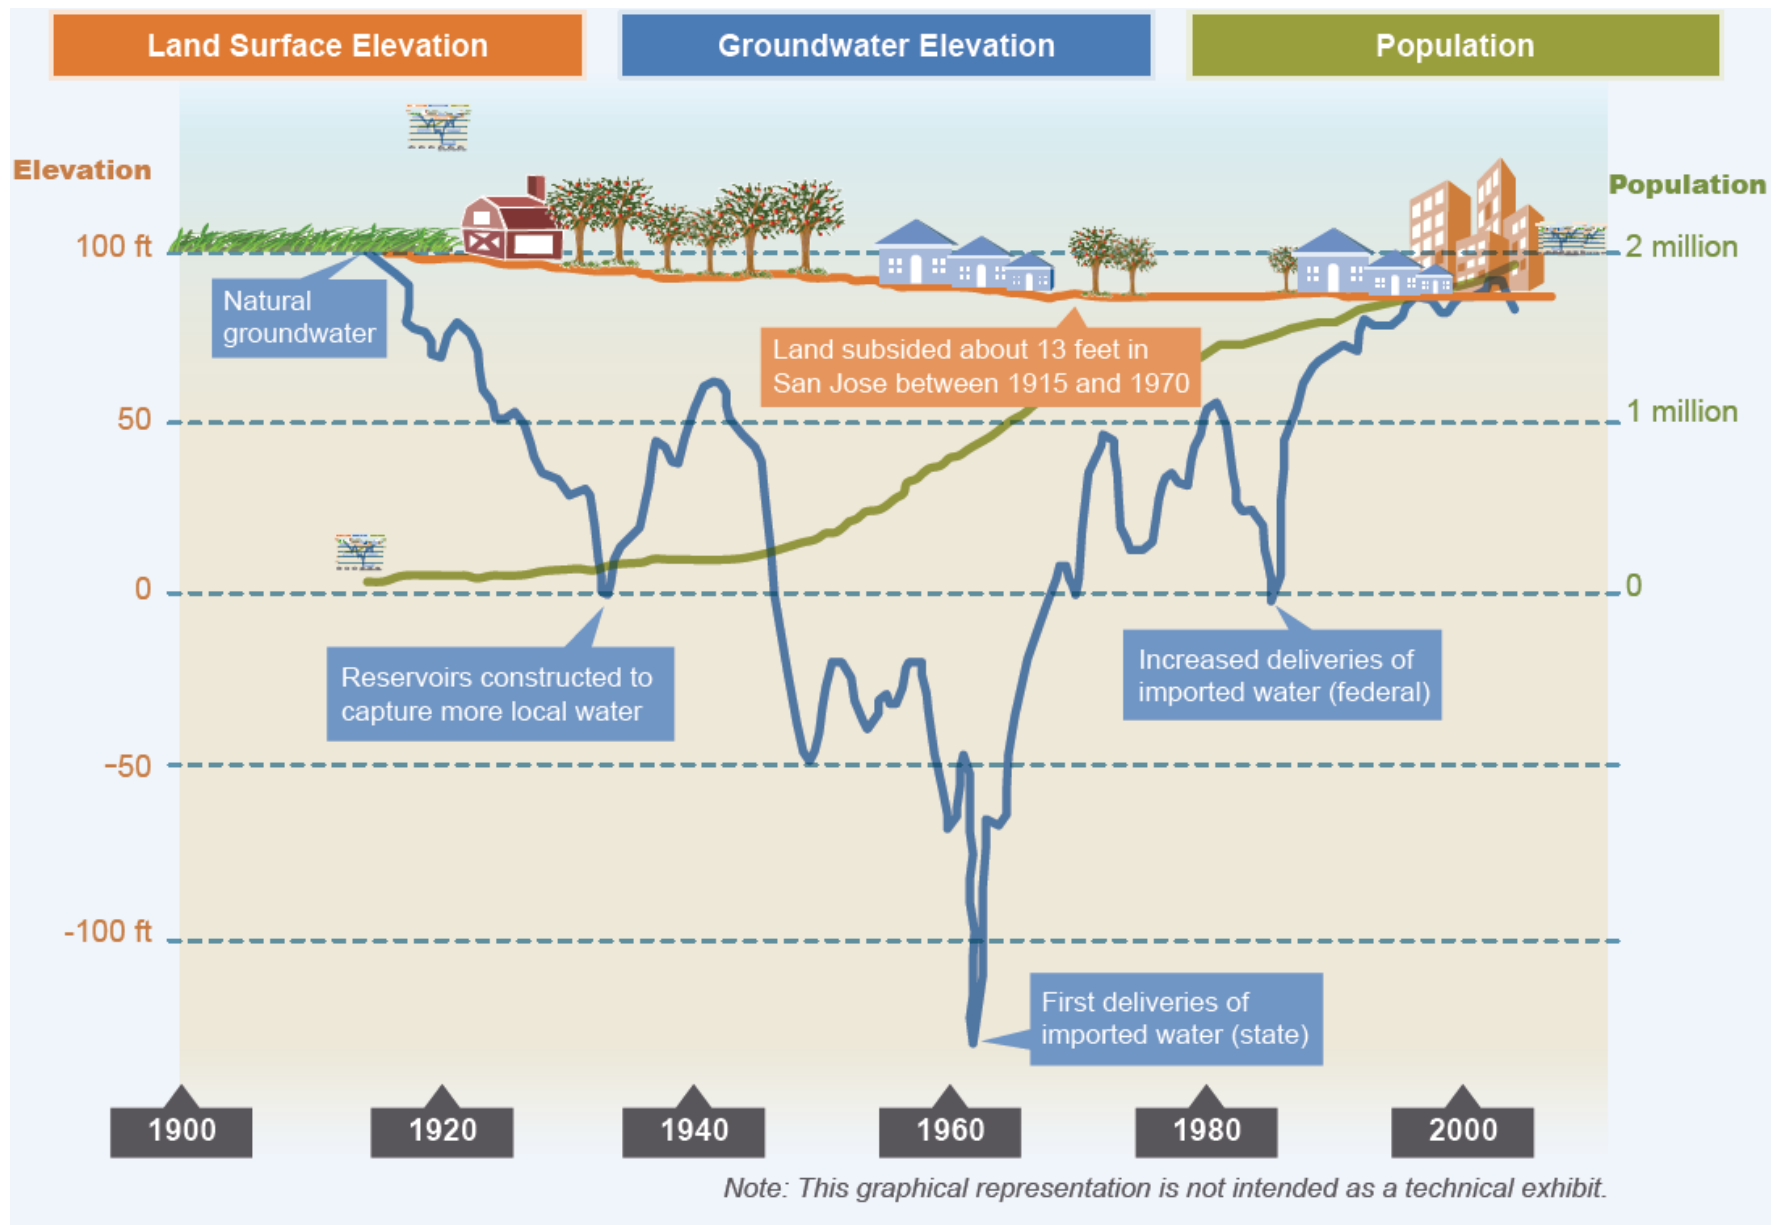 Land Surface Elevation
Groundwater Elevation
Population
Elevation
Population
100 ft
2 million
Natural
groundwater
Land subsided about 13 feet in
San Jose between 1915 and 1970
50
1 million
0
0
Reservoirs constructed to
capture more local water
Increased deliveries of
imported water (federal)
-50
-100 ft
First deliveries of
imported water (state)
1900
1920
1940
1960
1980
2000
Note: This graphical representation is not intended as a technical exhibit.